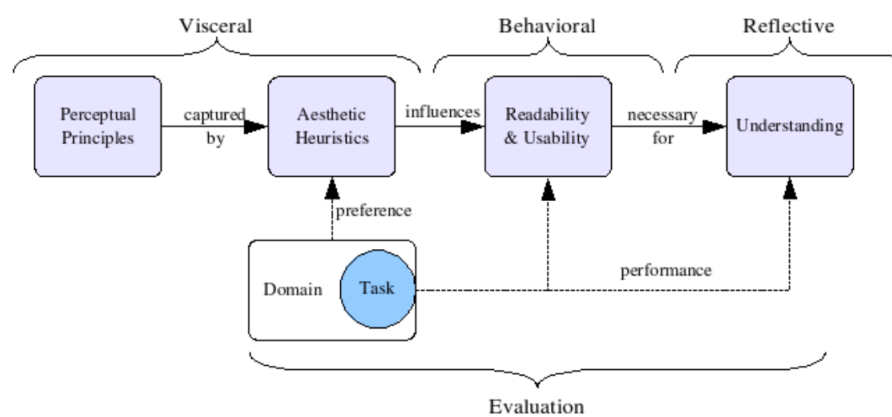 Visceral
Behavioral
Reflective
Perceptual
Principles
captured
by
Aesthetic
Heuristics
influences
Readability
& Usability
necessary
for
Understanding
preference
Domain
Task
performance
Evaluation